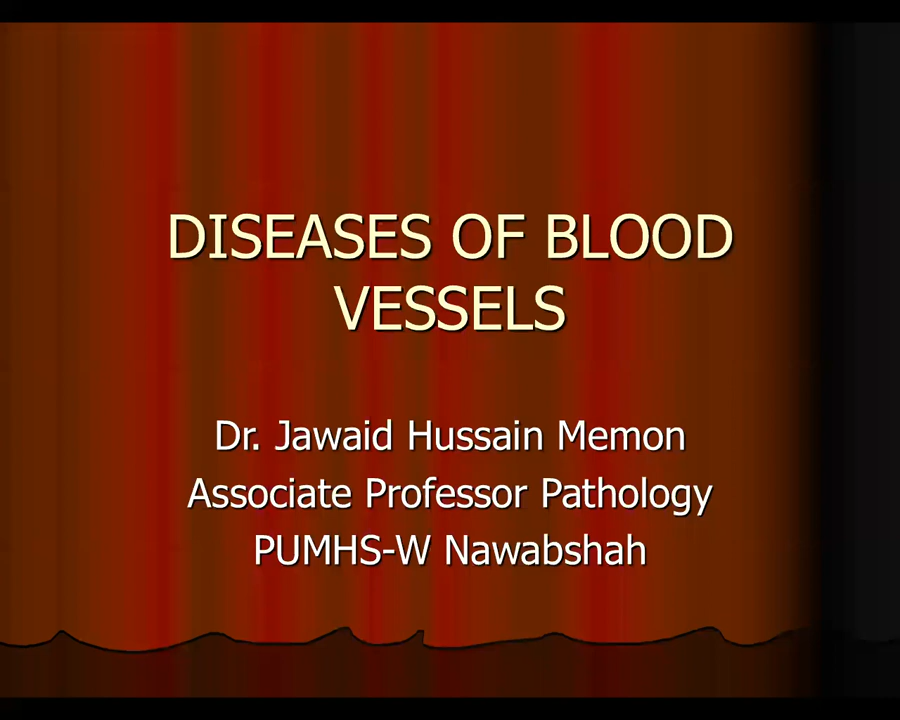 DISEASES OF BLOOD
VESSELS
Dr. Jawaid Hussain Memon
Associate Professor Pathology
PUMHS-W Nawabshah